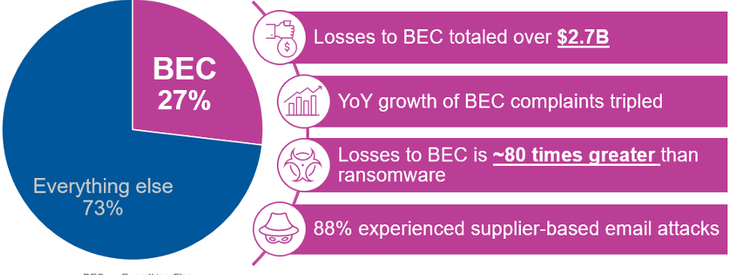 BEC
27%
Everything else
73%
$
Losses to BEC totaled over $2.7B
YoY growth of BEC complaints tripled
Losses to BEC is ~80 times greater than
ransomware
88% experienced supplier-based email attacks